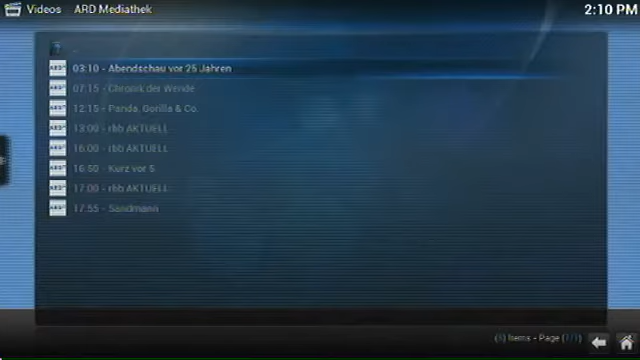 Videos ARD Mediathek 2:10 PM
..
03:10 - Abendschau vor 25 Jahren
07:15 - Chronik der Wende
12:15 - Panda, Gorilla & Co.
13:00 - rbb AKTUELL
16:00 - rbb AKTUELL
16:50 - Kurz vor 5
17:00 - rbb AKTUELL
17:55 - Sandmann
Items - Page (1/1)